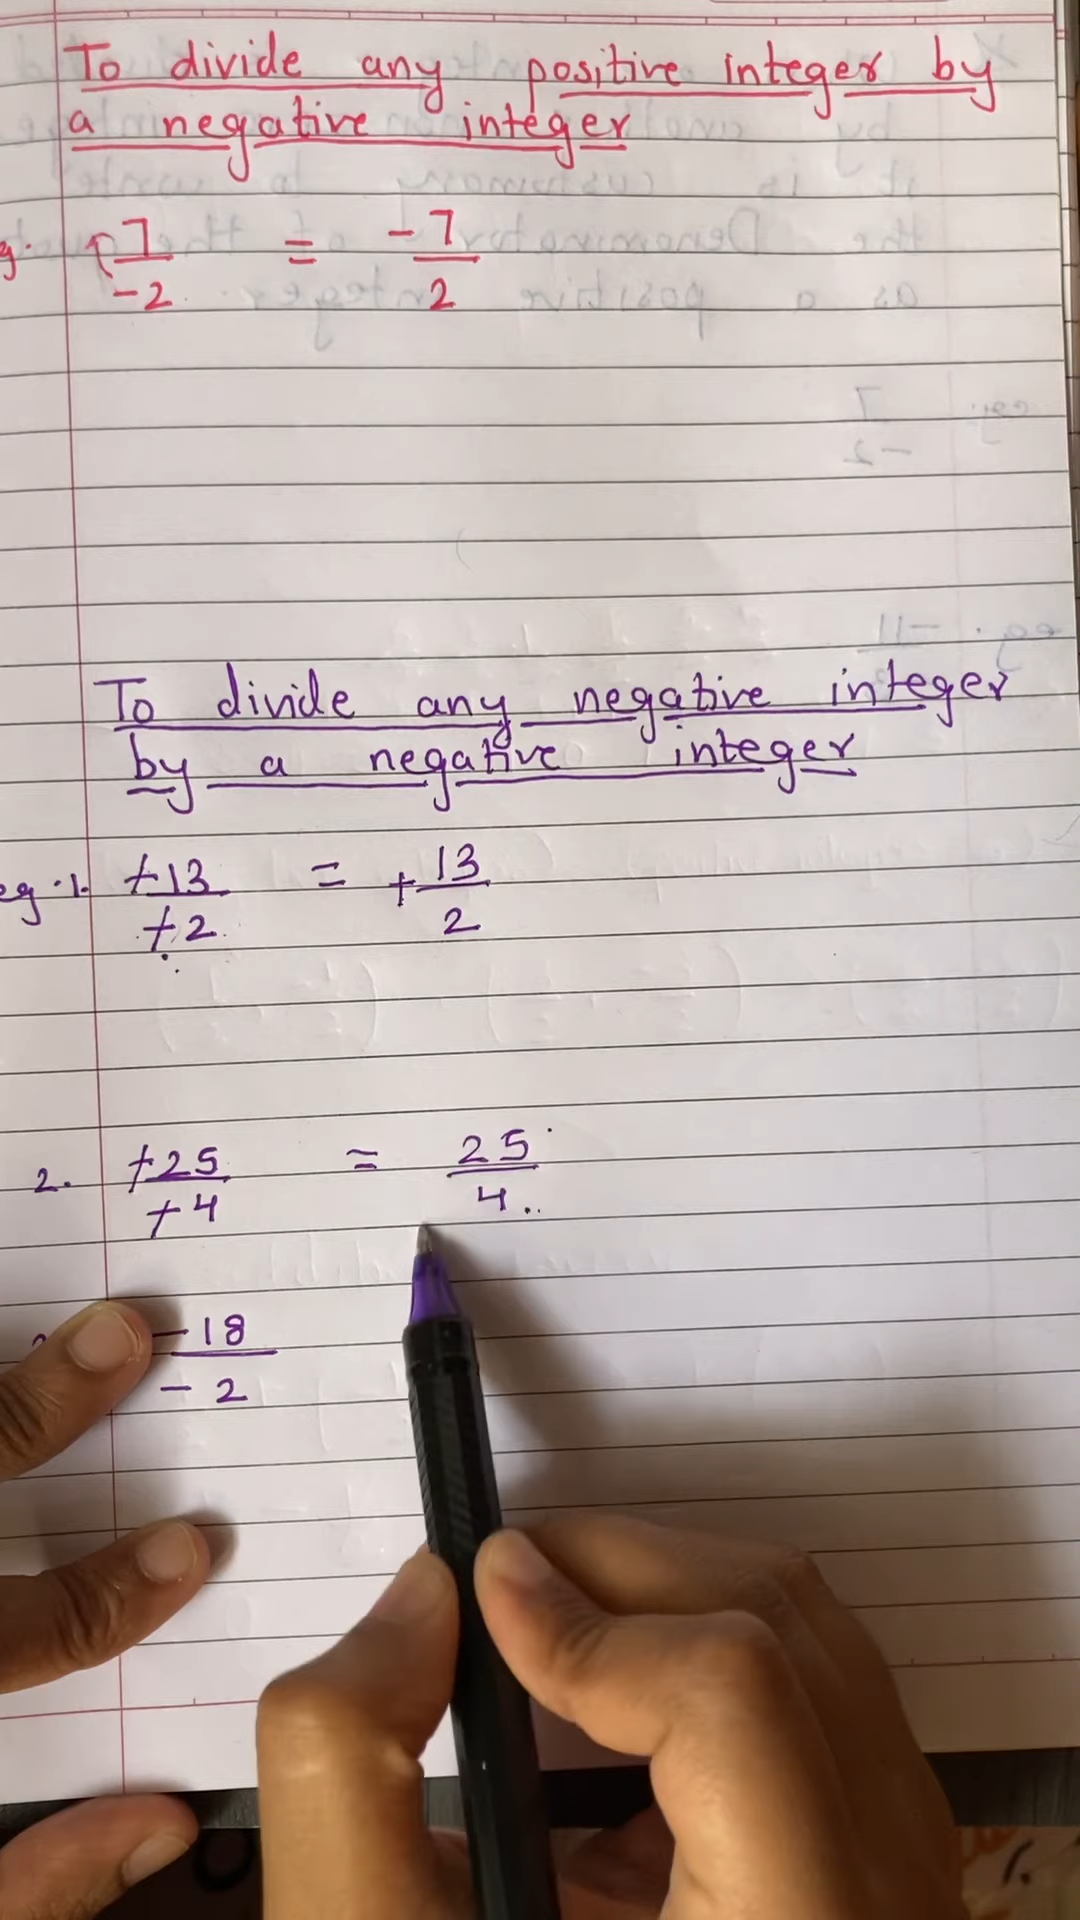 To divide any positive integer by
a negative integer
7 = -7
-2 2
To divide any negative integer
by a negative integer
eg.1. +13 = +13
+2 2
2. +25 = 25
+4 4
-18
-2